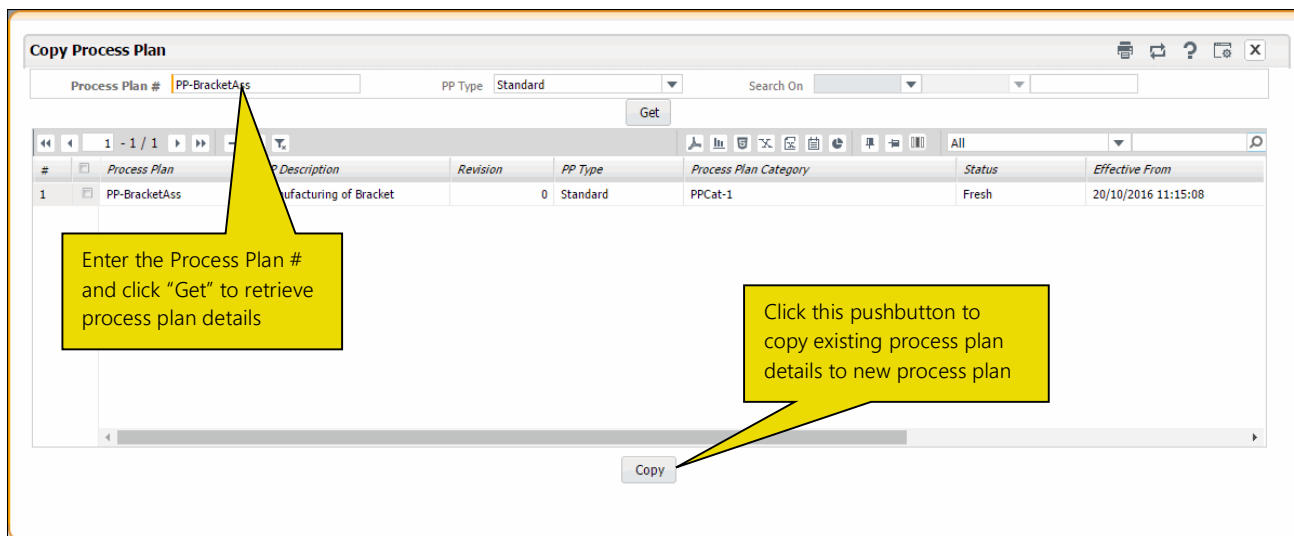 Copy Process Plan
Process Plan # PP-BracketAss PP Type Standard Search On
Get
1 - 1 / 1 All
# Process Plan Description Revision PP Type Process Plan Category Status Effective From
1 PP-BracketAss of Bracket 0 Standard PPCat-1 Fresh 20/10/2016 11:15:08
Enter the Process Plan #
and click “Get” to retrieve
process plan details
Click this pushbutton to
copy existing process plan
details to new process plan
Copy